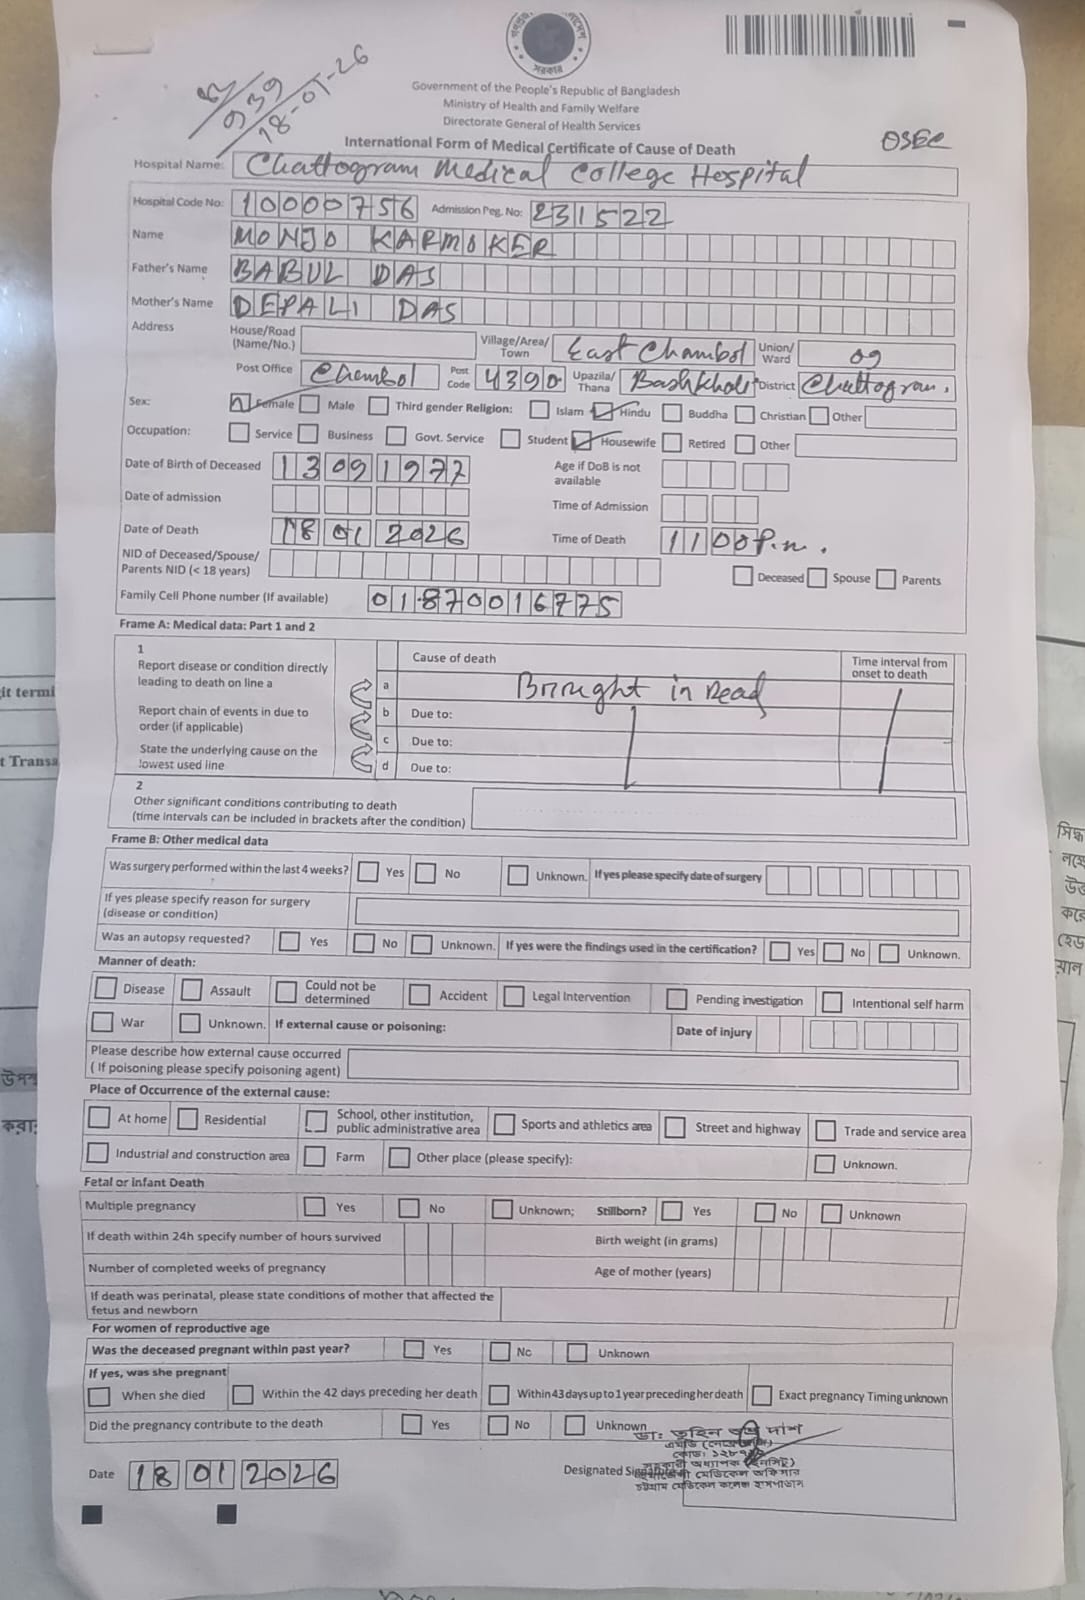 সরকার
Government of the People's Republic of Bangladesh
Ministry of Health and Family Welfare
Directorate General of Health Services
939
18-01-26
OSEC
International Form of Medical Certificate of Cause of Death
Hospital Name: Chattogram Medical College Hospital
Hospital Code No: 10000756 Admission Peg. No: 231522
Name MONJO KARMOKER
Father's Name BABUL DAS
Mother's Name DEPALI DAS
Address House/Road (Name/No.) Village/Area/Town East Chambol Union/Ward 09
Post Office Chembol Post Code 4390 Upazila/Thana Bashkhali District Chattogram.
Sex: Female Male Third gender Religion: Islam Hindu Buddha Christian Other
Occupation: Service Business Govt. Service Student Housewife Retired Other
Date of Birth of Deceased 13 09 1977 Age if DoB is not available
Date of admission Time of Admission
Date of Death 18 01 2026 Time of Death 1100 P.m.
NID of Deceased/Spouse/
Parents NID (< 18 years) Deceased Spouse Parents
Family Cell Phone number (If available) 01870016775
Frame A: Medical data: Part 1 and 2
1 Cause of death Time interval from onset to death
Report disease or condition directly leading to death on line a
a Brought in Dead
Report chain of events in due to order (if applicable)
b Due to:
c Due to:
State the underlying cause on the lowest used line
d Due to:
2
Other significant conditions contributing to death
(time intervals can be included in brackets after the condition)
Frame B: Other medical data
Was surgery performed within the last 4 weeks? Yes No Unknown. If yes please specify date of surgery
If yes please specify reason for surgery
(disease or condition)
Was an autopsy requested? Yes No Unknown. If yes were the findings used in the certification? Yes No Unknown.
Manner of death:
Disease Assault Could not be determined Accident Legal Intervention Pending investigation Intentional self harm
War Unknown. If external cause or poisoning: Date of injury
Please describe how external cause occurred
( If poisoning please specify poisoning agent)
Place of Occurrence of the external cause:
At home Residential School, other institution, public administrative area Sports and athletics area Street and highway Trade and service area
Industrial and construction area Farm Other place (please specify): Unknown.
Fetal or infant Death
Multiple pregnancy Yes No Unknown; Stillborn? Yes No Unknown
If death within 24h specify number of hours survived Birth weight (in grams)
Number of completed weeks of pregnancy Age of mother (years)
If death was perinatal, please state conditions of mother that affected the
fetus and newborn
For women of reproductive age
Was the deceased pregnant within past year? Yes No Unknown
If yes, was she pregnant
When she died Within the 42 days preceding her death Within 43 days up to 1 year preceding her death Exact pregnancy Timing unknown
Did the pregnancy contribute to the death Yes No Unknown
ডা: তুহিন দাশ
Date 18 01 2026 Designated
মেডিকেল অফিসার
চট্টগ্রাম মেডিকেল কলেজ হাসপাতাল